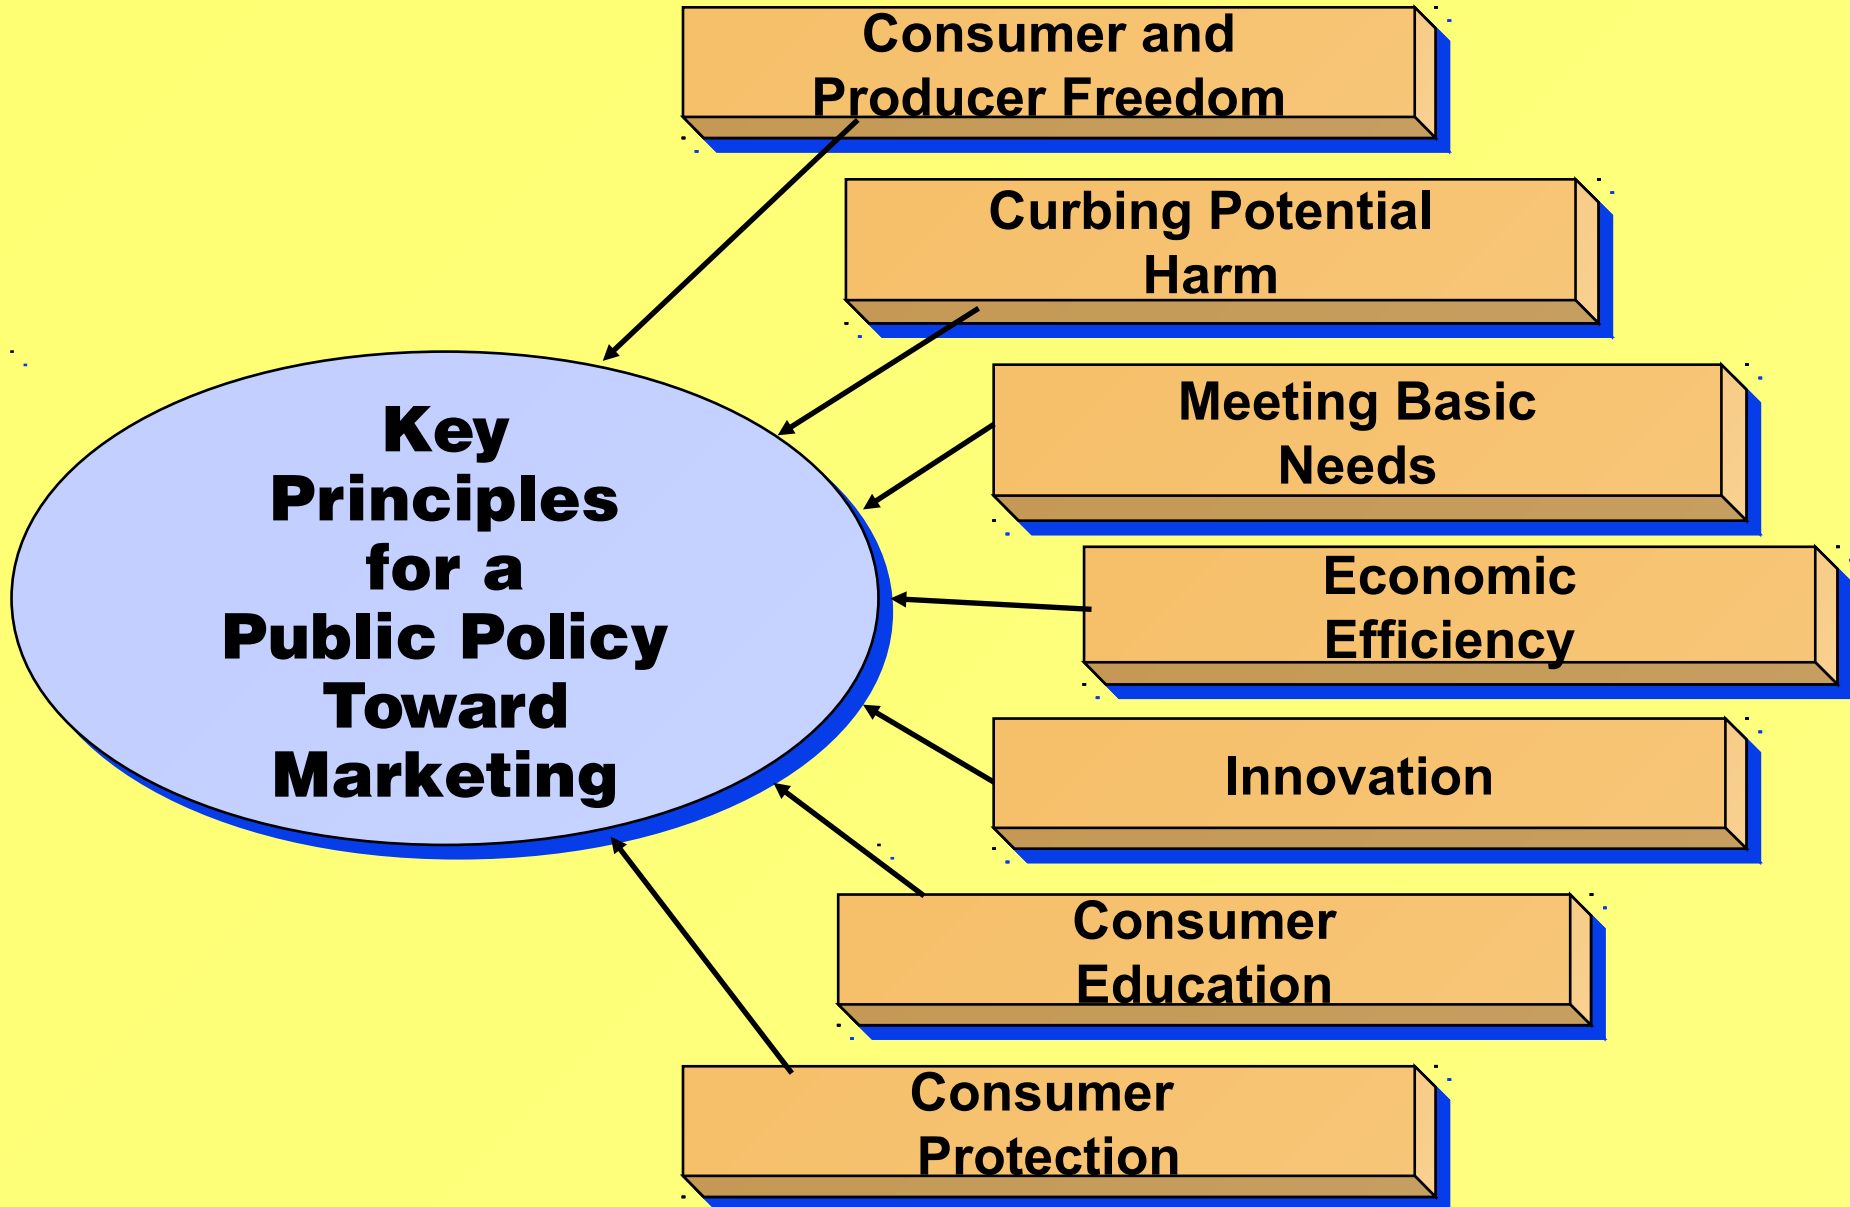 Consumer and
Producer Freedom
Curbing Potential
Harm
Meeting Basic
Needs
Key
Principles
for a
Public Policy
Toward
Marketing
Economic
Efficiency
Innovation
Consumer
Education
Consumer
Protection